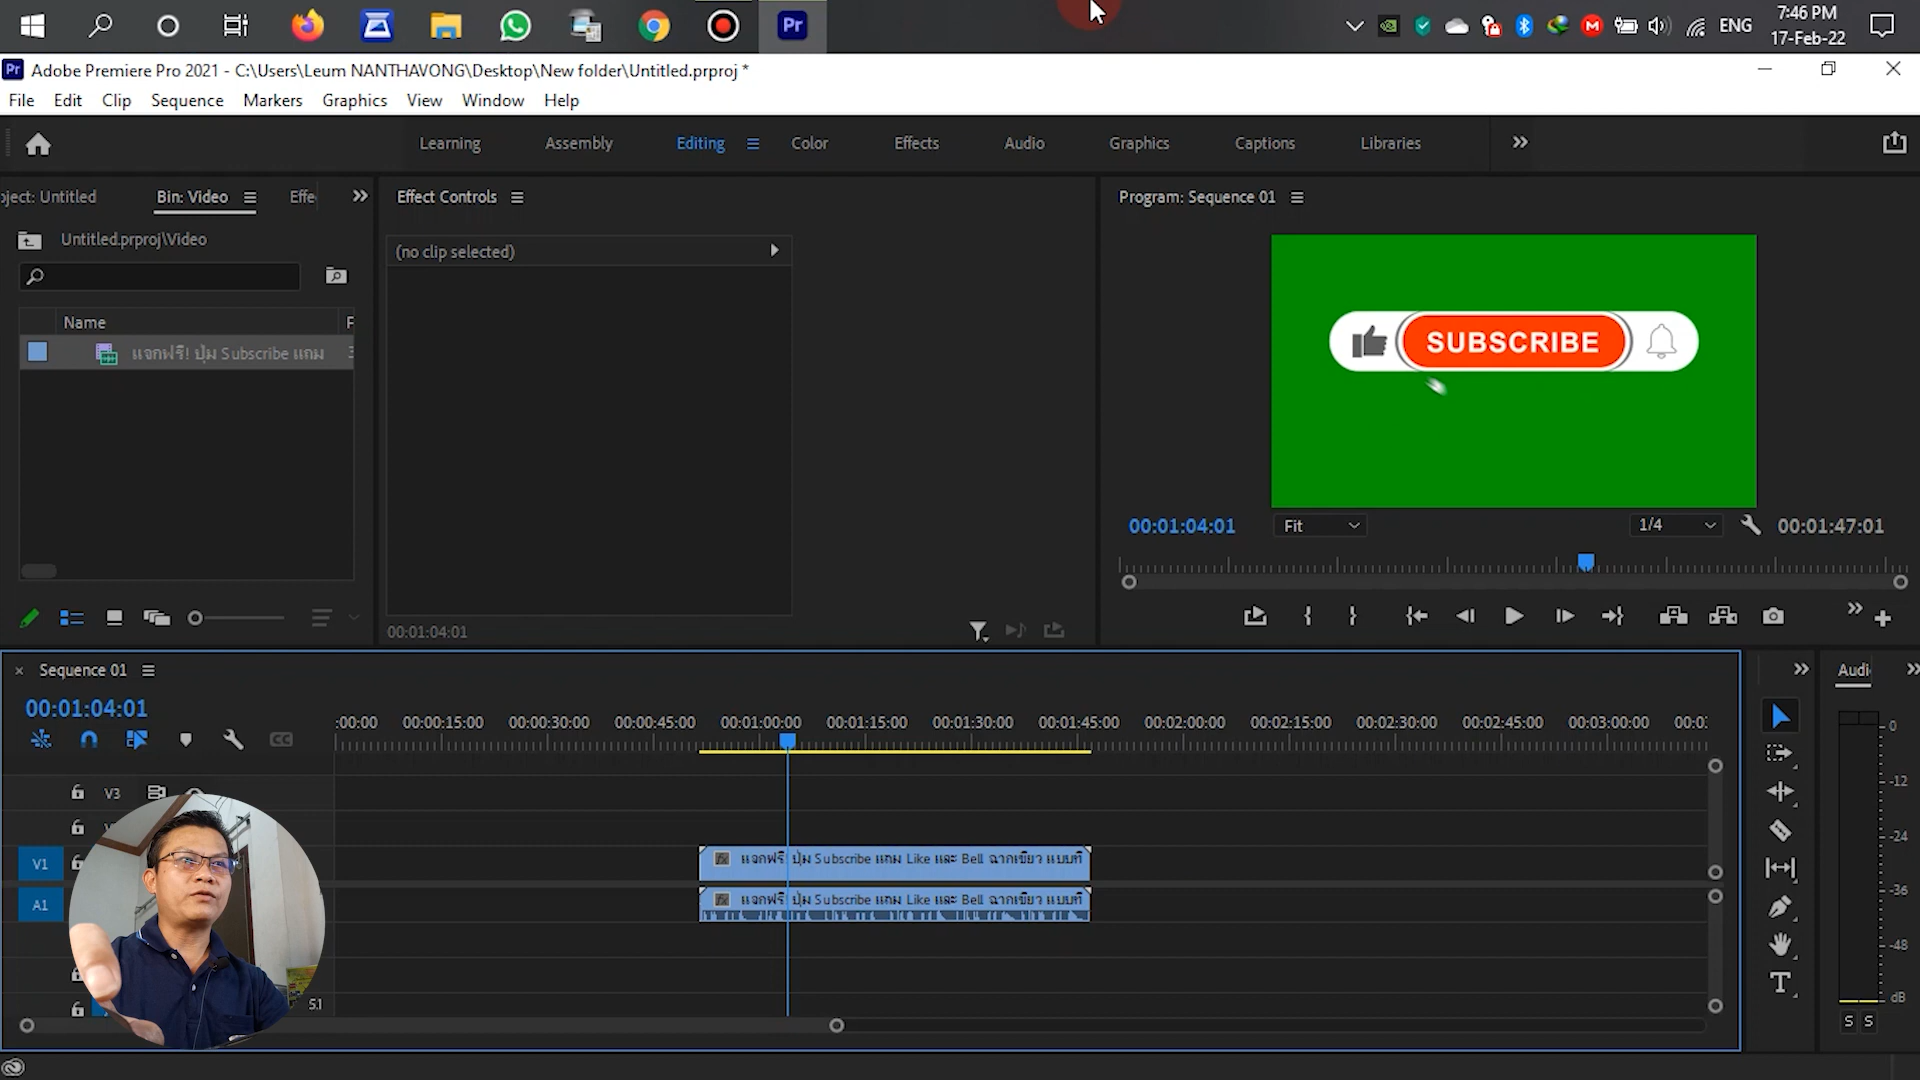 ENG
7:46 PM
17-Feb-22
Pr
Adobe Premiere Pro 2021 - C:\Users\Leum NANTHAVONG\Desktop\New folder\Untitled.prproj *
File Edit Clip Sequence Markers Graphics View Window Help
Learning Assembly Editing Color Effects Audio Graphics Captions Libraries
oject: Untitled Bin: Video Effe
Effect Controls
Program: Sequence 01
Untitled.prproj\Video
(no clip selected)
Name
แจกฟรี! ปุ่ม Subscribe แถม
SUBSCRIBE
00:01:04:01 Fit 1/4 00:01:47:01
00:01:04:01
Sequence 01
Audi
00:01:04:01
:00:00 00:00:15:00 00:00:30:00 00:00:45:00 00:01:00:00 00:01:15:00 00:01:30:00 00:01:45:00 00:02:00:00 00:02:15:00 00:02:30:00 00:02:45:00 00:03:00:00 00:0
V3
V1 แจกฟรี! ปุ่ม Subscribe แถม Like และ Bell ฉากเขียว แบบที่
A1 แจกฟรี! ปุ่ม Subscribe แถม Like และ Bell ฉากเขียว แบบที่
5.1
0
-12
-24
-36
-48
dB
S S